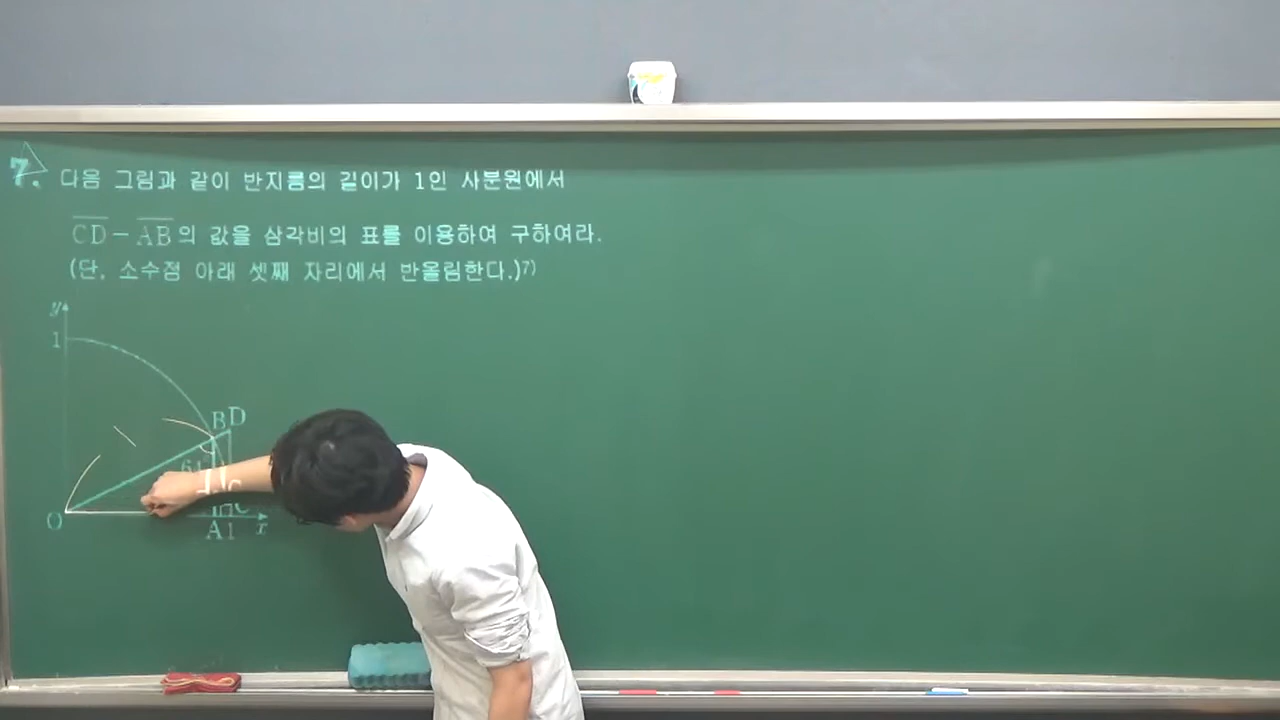 7. 다음 그림과 같이 반지름의 길이가 1인 사분원에서
CD - AB의 값을 삼각비의 표를 이용하여 구하여라.
(단, 소수점 아래 셋째 자리에서 반올림한다.)7)
y
1
B D
C
O A 1 x